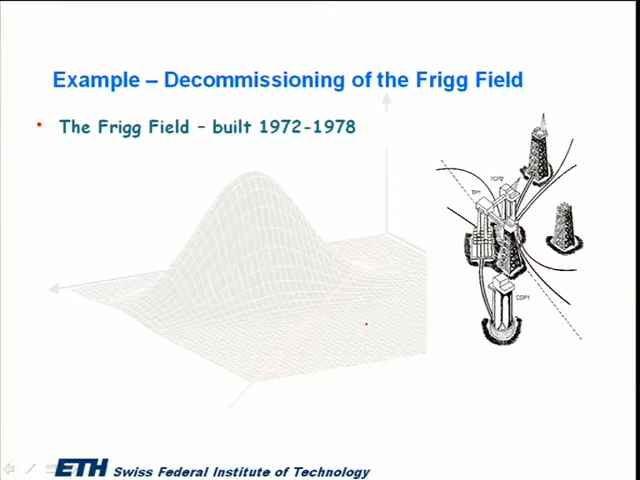 Example – Decommissioning of the Frigg Field
• The Frigg Field – built 1972-1978
TCP2
TP1
CDP1
ETH Swiss Federal Institute of Technology